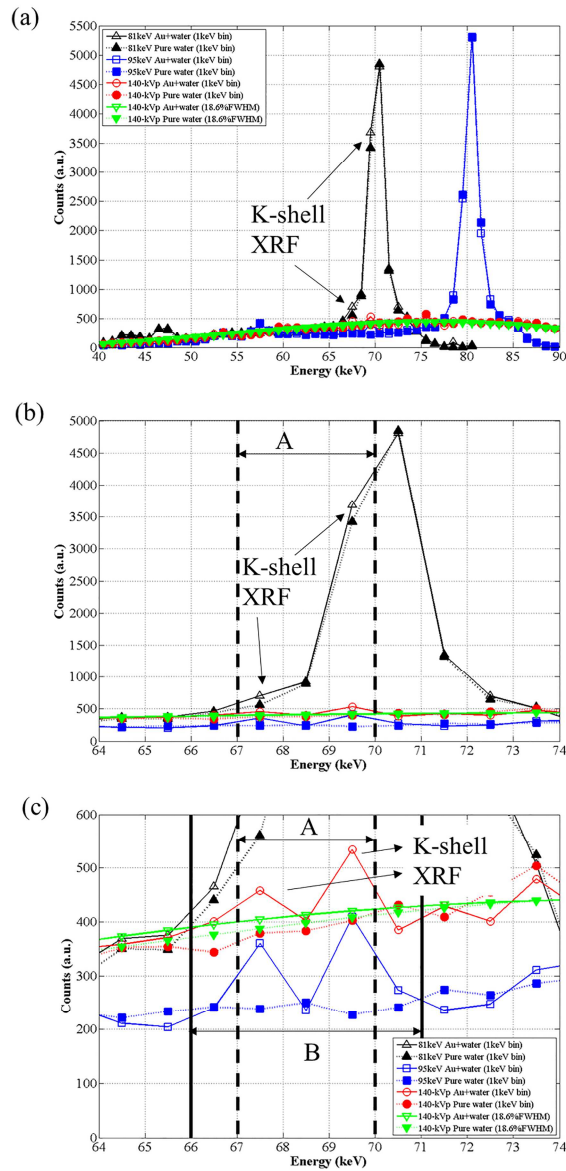 (a)
5500
5000
4500
4000
3500
3000
2500
2000
1500
1000
500
0
Counts (a.u.)
81keV Au+water (1keV bin)
81keV Pure water (1keV bin)
95keV Au+water (1keV bin)
95keV Pure water (1keV bin)
140-kVp Au+water (1keV bin)
140-kVp Pure water (1keV bin)
140-kVp Au+water (18.6%FWHM)
140-kVp Pure water (18.6%FWHM)
K-shell
XRF
40 45 50 55 60 65 70 75 80 85 90
Energy (keV)
(b)
5000
4500
4000
3500
3000
2500
2000
1500
1000
500
0
Counts (a.u.)
A
K-shell
XRF
64 65 66 67 68 69 70 71 72 73 74
Energy (keV)
(c)
600
500
400
300
200
100
0
Counts (a.u.)
A
K-shell
XRF
B
81keV Au+water (1keV bin)
81keV Pure water (1keV bin)
95keV Au+water (1keV bin)
95keV Pure water (1keV bin)
140-kVp Au+water (1keV bin)
140-kVp Pure water (1keV bin)
140-kVp Au+water (18.6%FWHM)
140-kVp Pure water (18.6%FWHM)
64 65 66 67 68 69 70 71 72 73 74
Energy (keV)